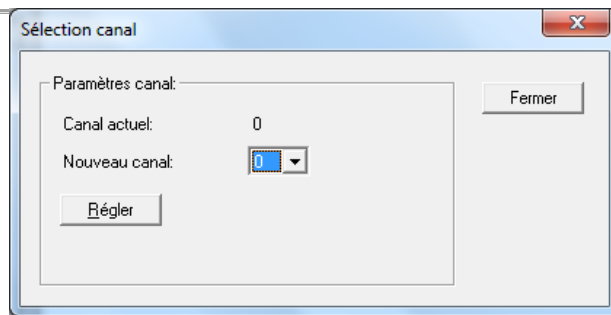 Sélection canal
Paramètres canal:
Fermer
Canal actuel: 0
Nouveau canal: 0
Régler